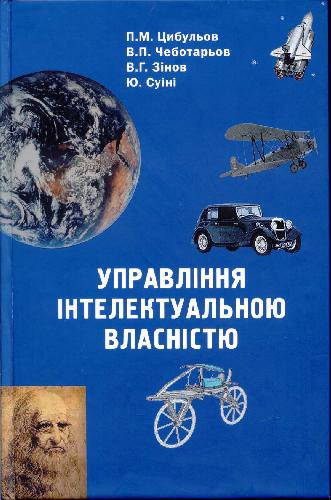 П.М. Цибульов
В.П. Чеботарьов
В.Г. Зінов
Ю. Суіні
УПРАВЛІННЯ
ІНТЕЛЕКТУАЛЬНОЮ
ВЛАСНІСТЮ